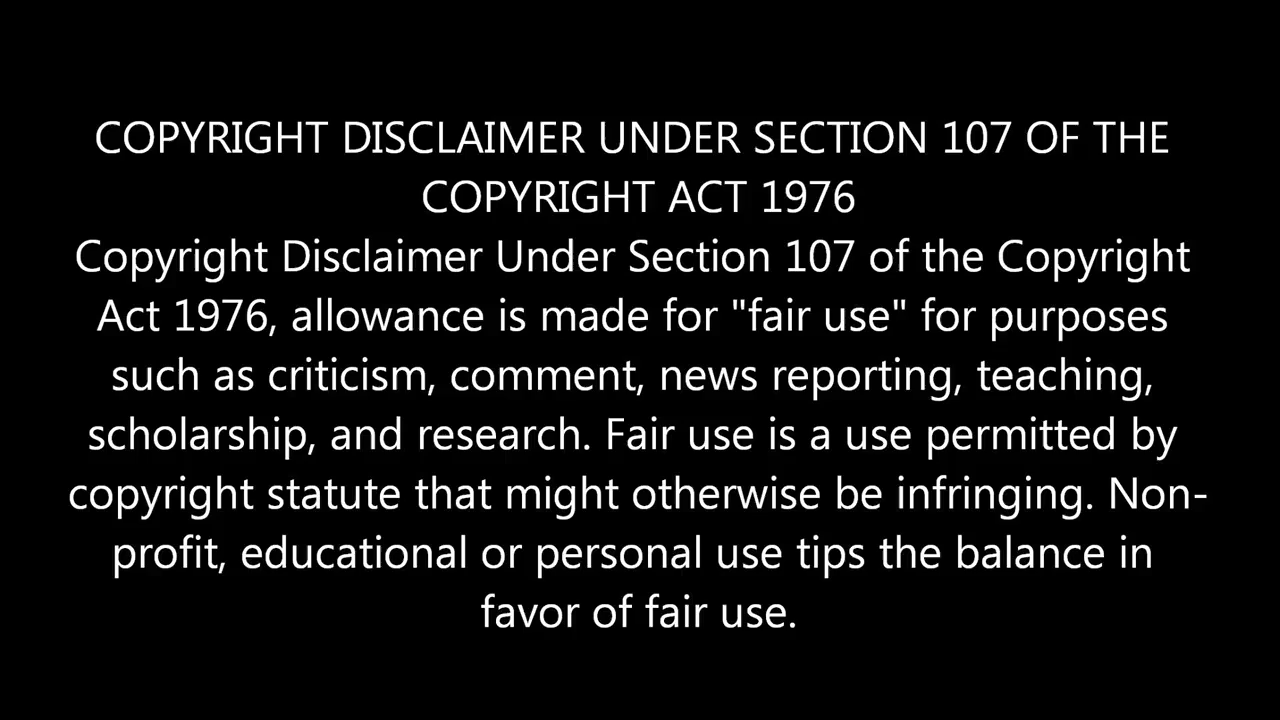 COPYRIGHT DISCLAIMER UNDER SECTION 107 OF THE
COPYRIGHT ACT 1976
Copyright Disclaimer Under Section 107 of the Copyright
Act 1976, allowance is made for "fair use" for purposes
such as criticism, comment, news reporting, teaching,
scholarship, and research. Fair use is a use permitted by
copyright statute that might otherwise be infringing. Non-
profit, educational or personal use tips the balance in
favor of fair use.